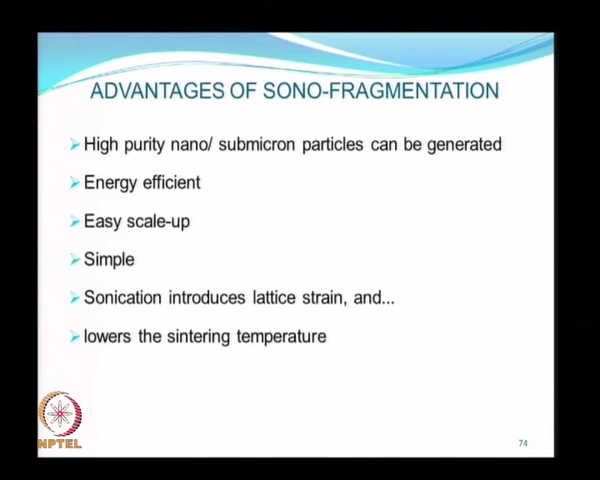 ADVANTAGES OF SONO-FRAGMENTATION
High purity nano/ submicron particles can be generated
Energy efficient
Easy scale-up
Simple
Sonication introduces lattice strain, and...
lowers the sintering temperature
NPTEL
74